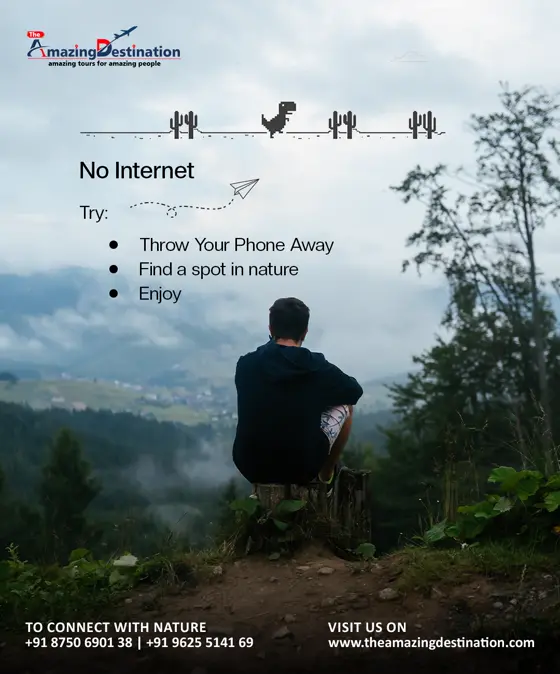 The
AmazingDestination
amazing tours for amazing people
No Internet
Try:
Throw Your Phone Away
Find a spot in nature
Enjoy
TO CONNECT WITH NATURE
+91 8750 6901 38 | +91 9625 5141 69
VISIT US ON
www.theamazingdestination.com